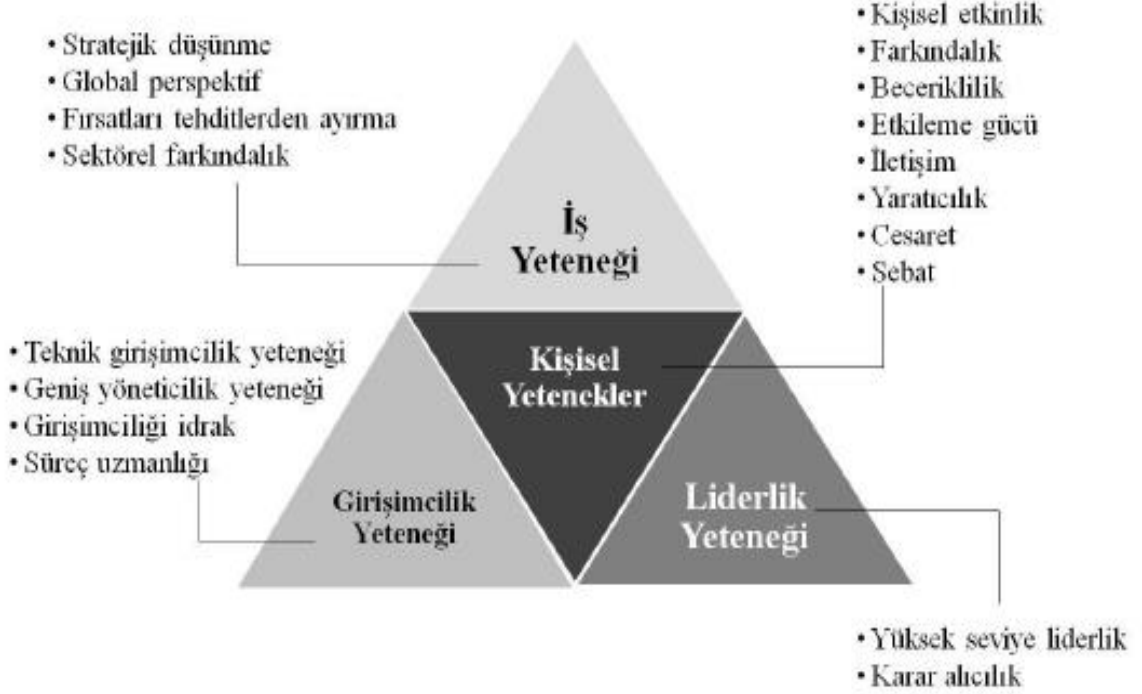 • Stratejik düşünme
• Global perspektif
• Fırsatları tehditlerden ayırma
• Sektörel farkındalık
• Kişisel etkinlik
• Farkındalık
• Beceriklilik
• Etkileme gücü
• İletişim
• Yaratıcılık
• Cesaret
• Sebat
İş
Yeteneği
• Teknik girişimcilik yeteneği
• Geniş yöneticilik yeteneği
• Girişimciliği idrak
• Süreç uzmanlığı
Kişisel
Yetenekler
Girişimcilik
Yeteneği
Liderlik
Yeteneği
• Yüksek seviye liderlik
• Karar alıcılık